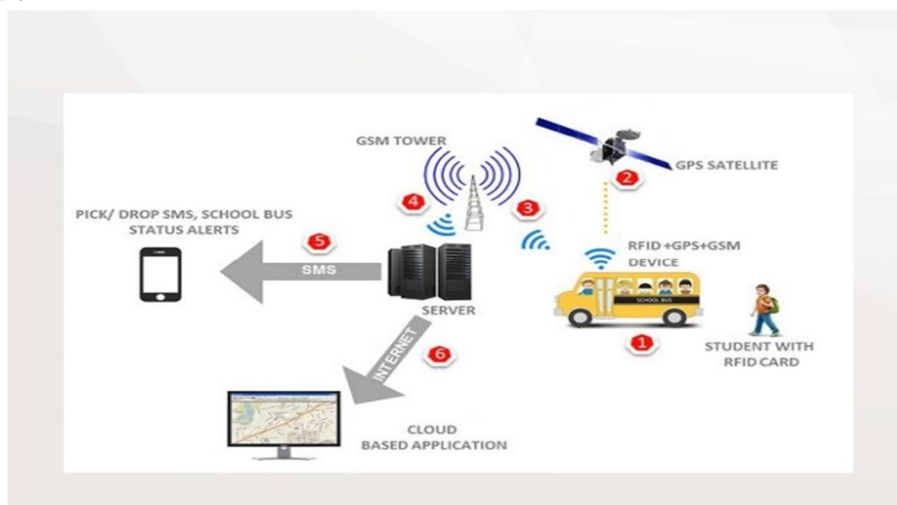 GSM TOWER
GPS SATELLITE
2
4
3
PICK/ DROP SMS, SCHOOL BUS
STATUS ALERTS
5
SMS
RFID +GPS+GSM
DEVICE
SCHOOL BUS
SERVER
1
STUDENT WITH
RFID CARD
INTERNET
6
CLOUD
BASED APPLICATION